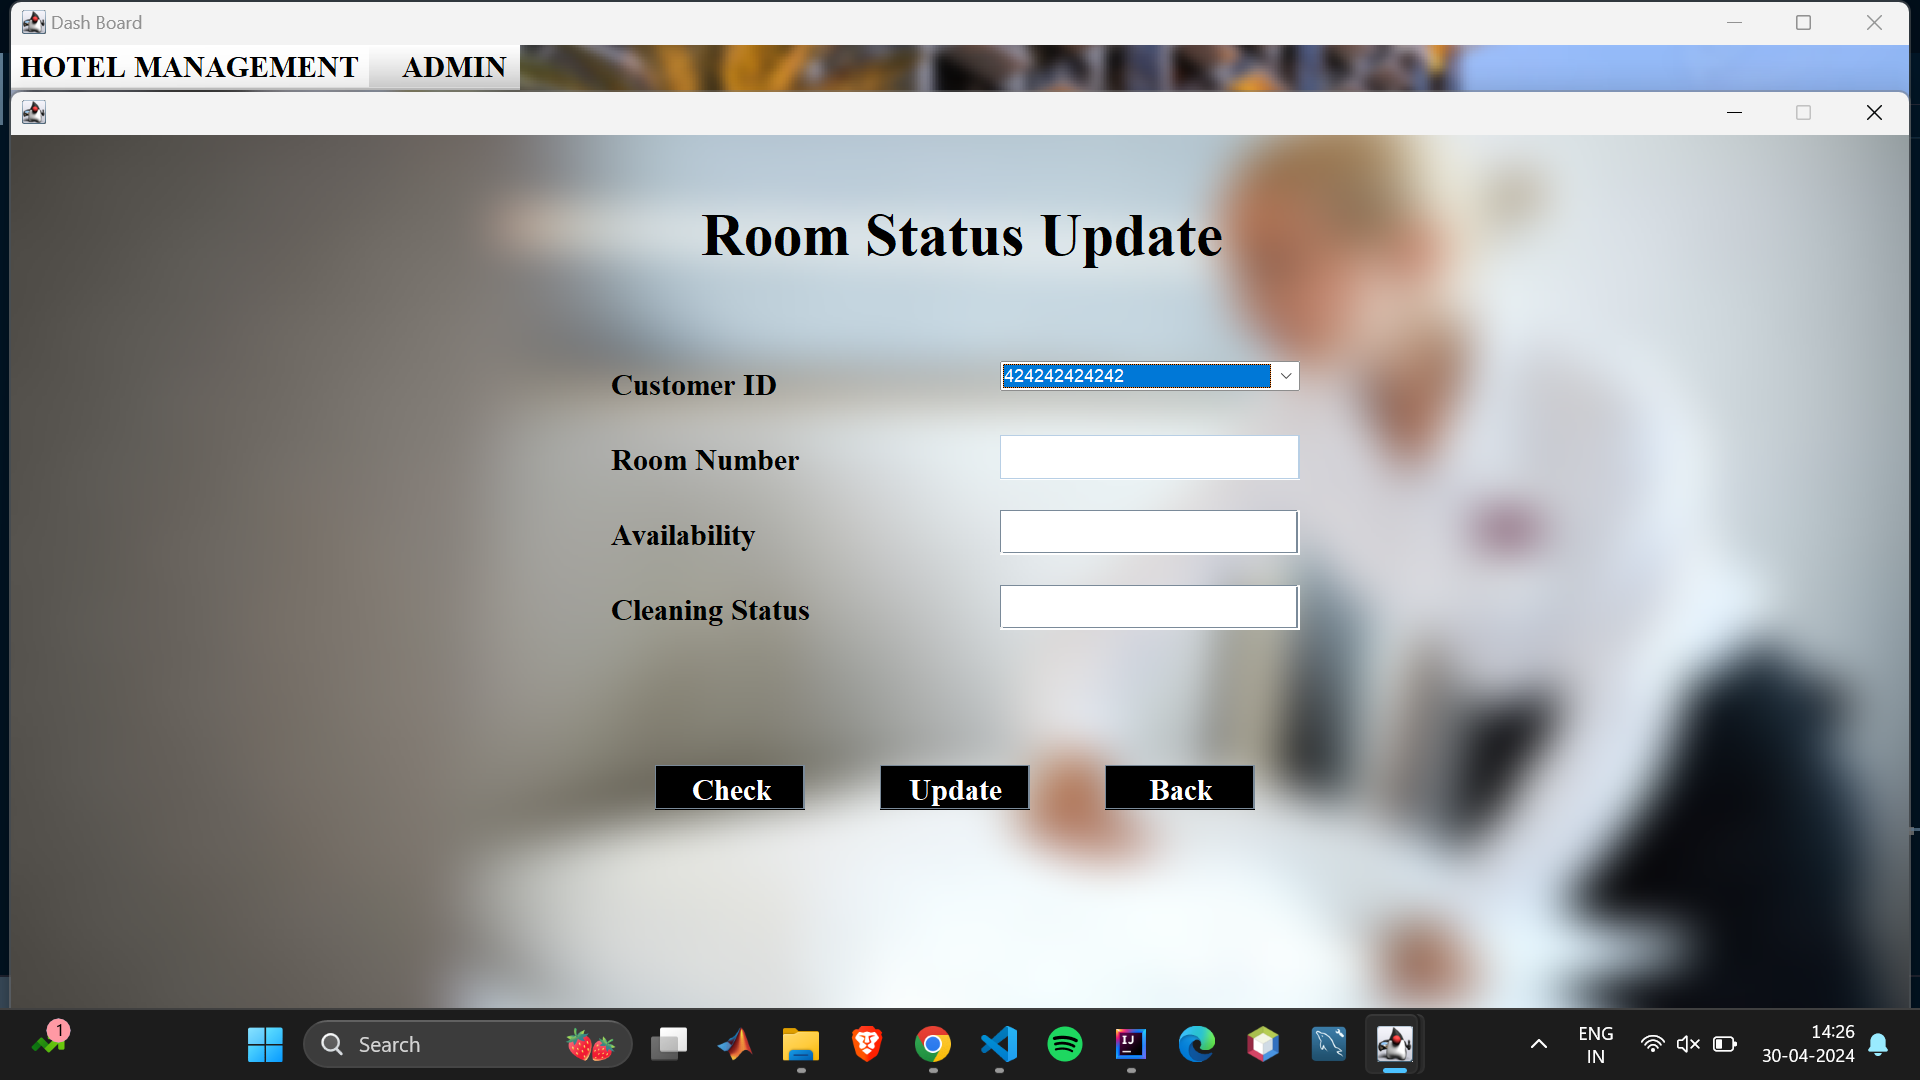 Dash Board
HOTEL MANAGEMENT ADMIN
Room Status Update
Customer ID 424242424242
Room Number
Availability
Cleaning Status
Check Update Back
1
Search
IJ
ENG
IN
14:26
30-04-2024